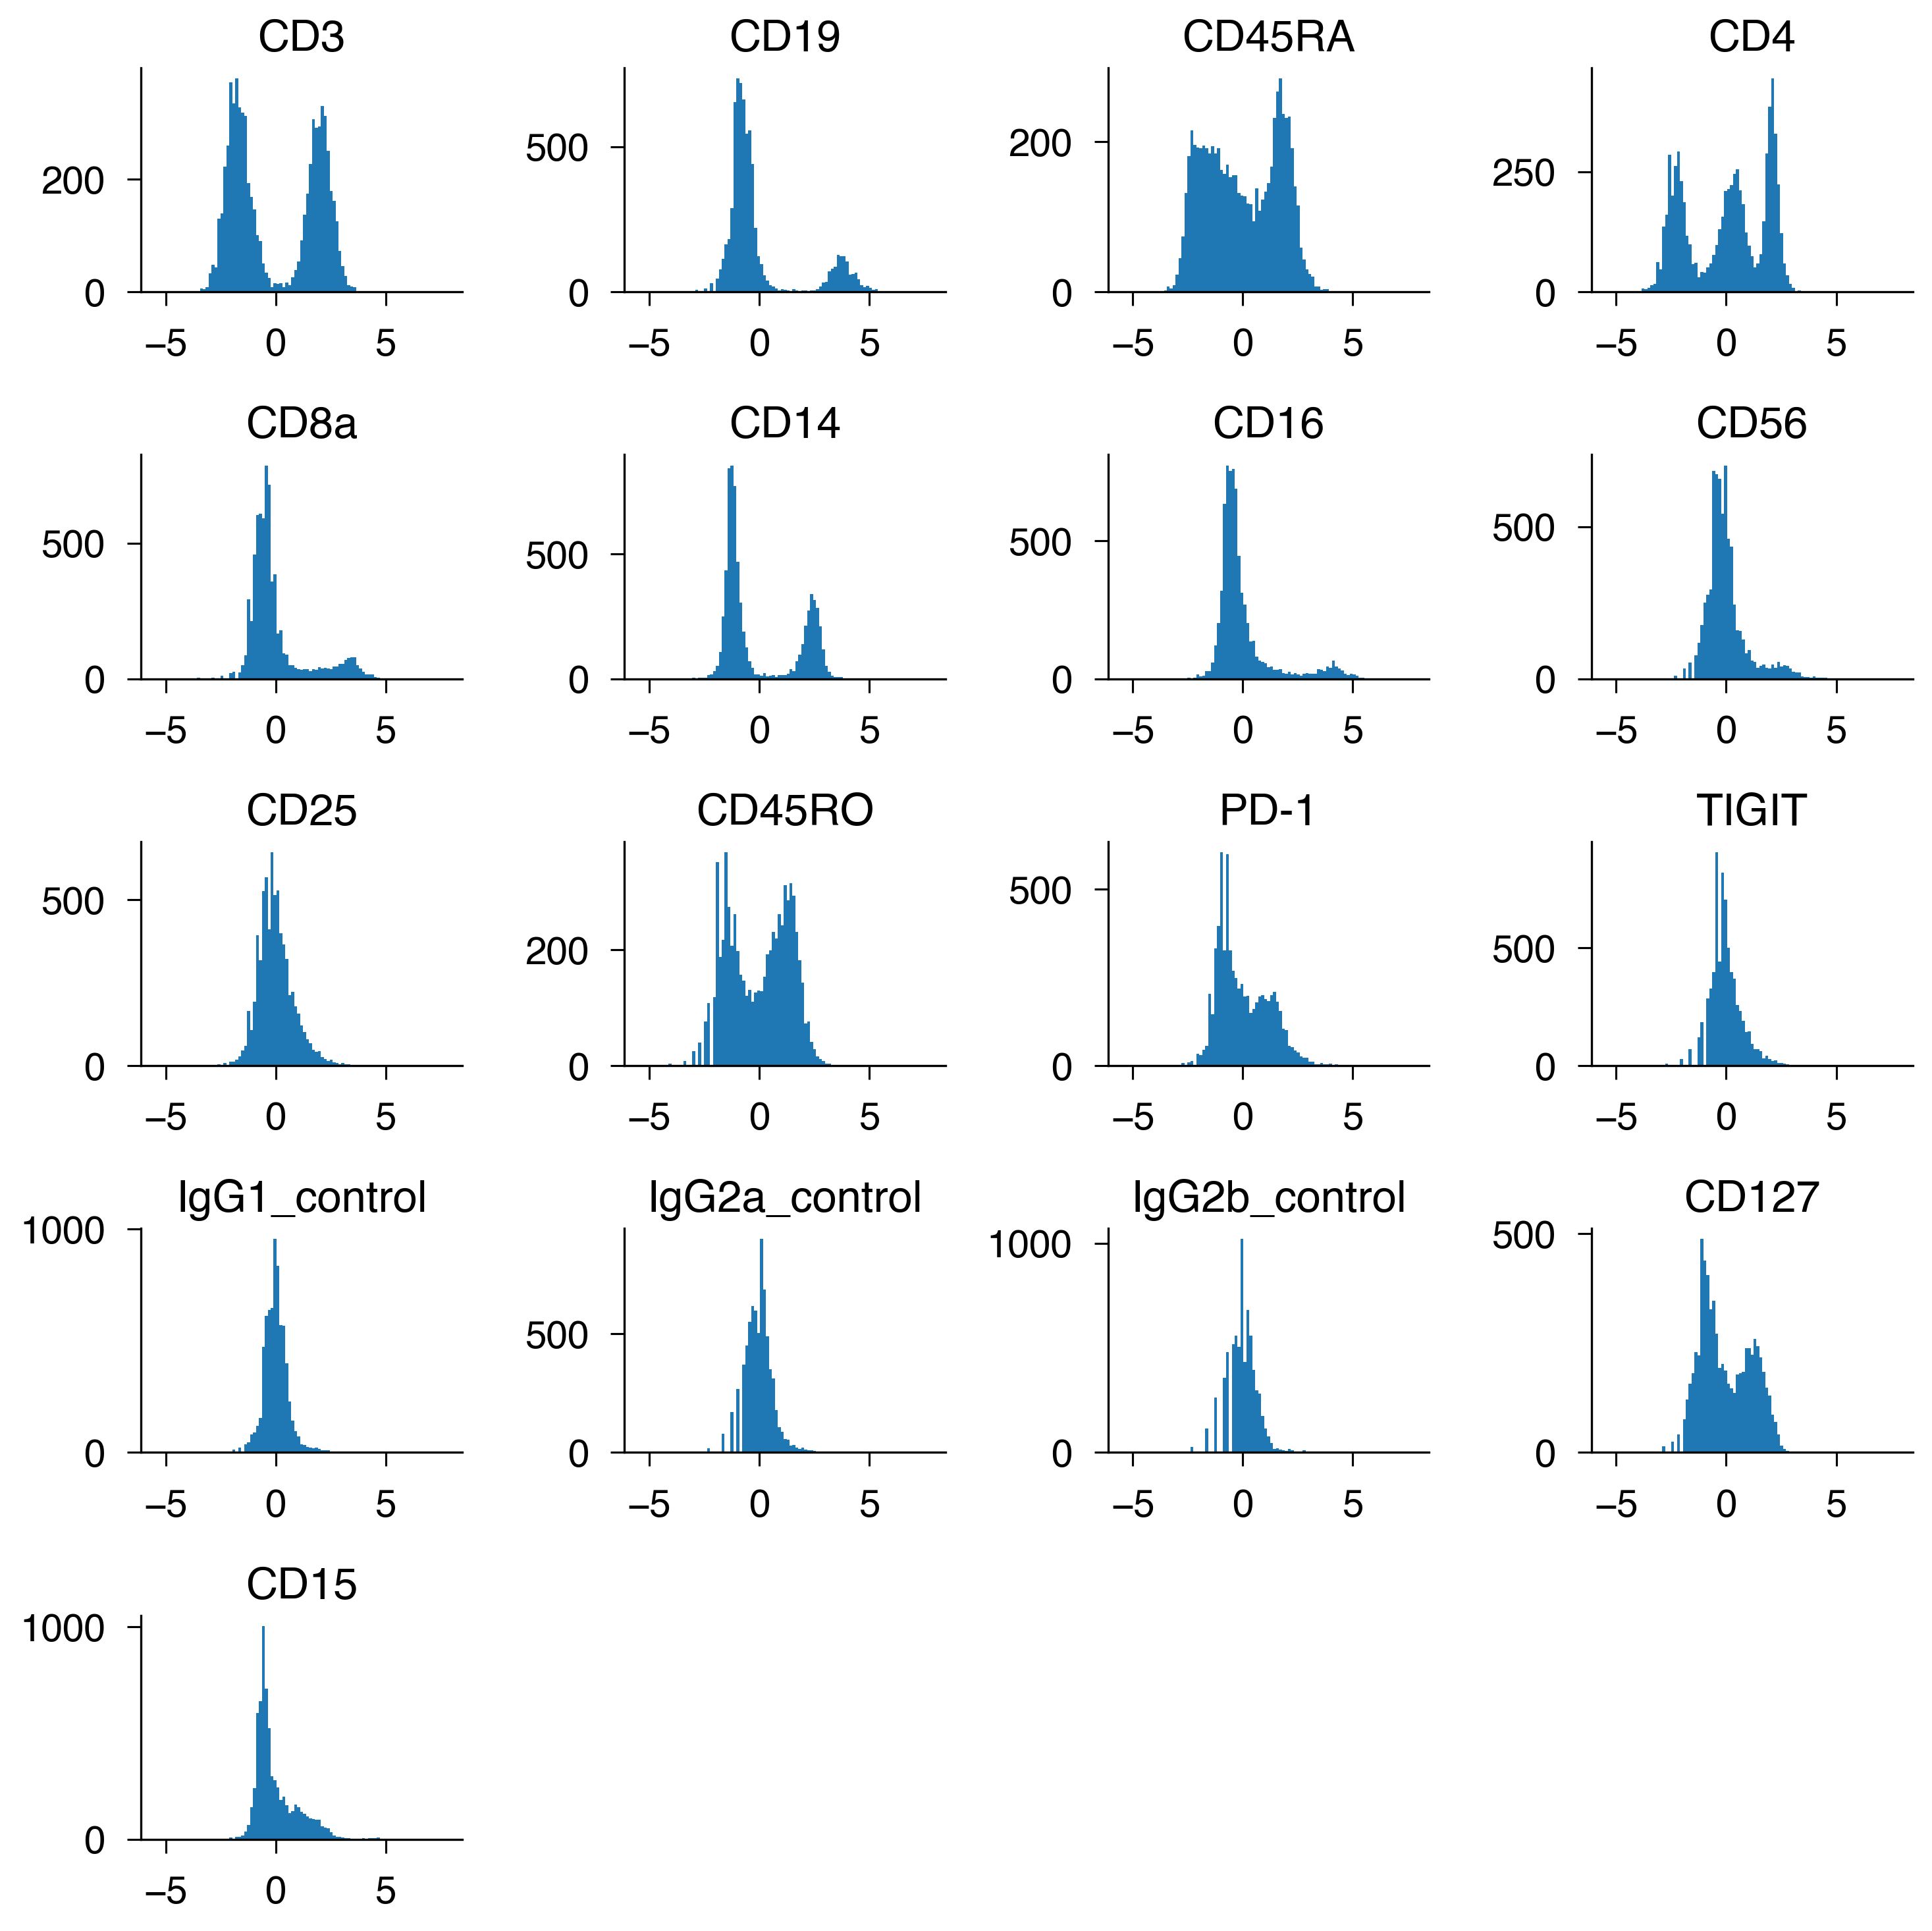 CD3 CD19 CD45RA CD4
200 0 500 0 200 0 250 0
−5 0 5 −5 0 5 −5 0 5 −5 0 5
CD8a CD14 CD16 CD56
500 0 500 0 500 0 500 0
−5 0 5 −5 0 5 −5 0 5 −5 0 5
CD25 CD45RO PD-1 TIGIT
500 0 200 0 500 0 500 0
−5 0 5 −5 0 5 −5 0 5 −5 0 5
IgG1_control IgG2a_control IgG2b_control CD127
1000 0 500 0 1000 0 500 0
−5 0 5 −5 0 5 −5 0 5 −5 0 5
CD15
1000
0
−5 0 5